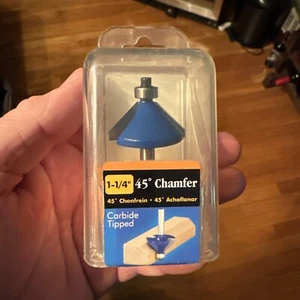 1-1/4" 45° Chamfer
45° Chanfrein • 45° Achaflanar
Carbide
Tipped